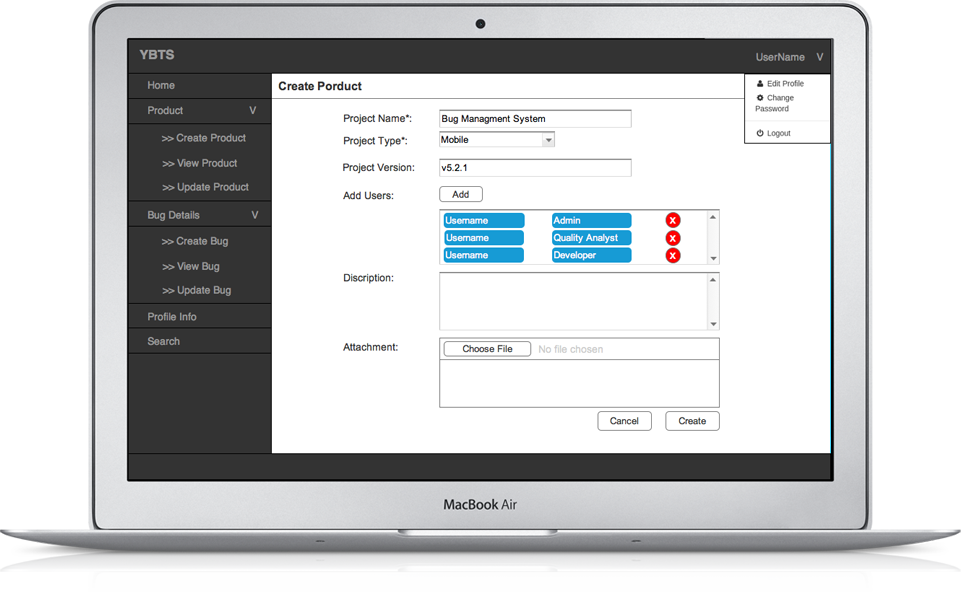 YBTS
UserName V
Home
Product V
>> Create Product
>> View Product
>> Update Product
Bug Details V
>> Create Bug
>> View Bug
>> Update Bug
Profile Info
Search
Edit Profile
Change
Password
Logout
Create Porduct
Project Name*: Bug Managment System
Project Type*: Mobile
Project Version: v5.2.1
Add Users: Add
Username Admin X
Username Quality Analyst X
Username Developer X
Discription:
Attachment: Choose File No file chosen
Cancel Create
MacBook Air